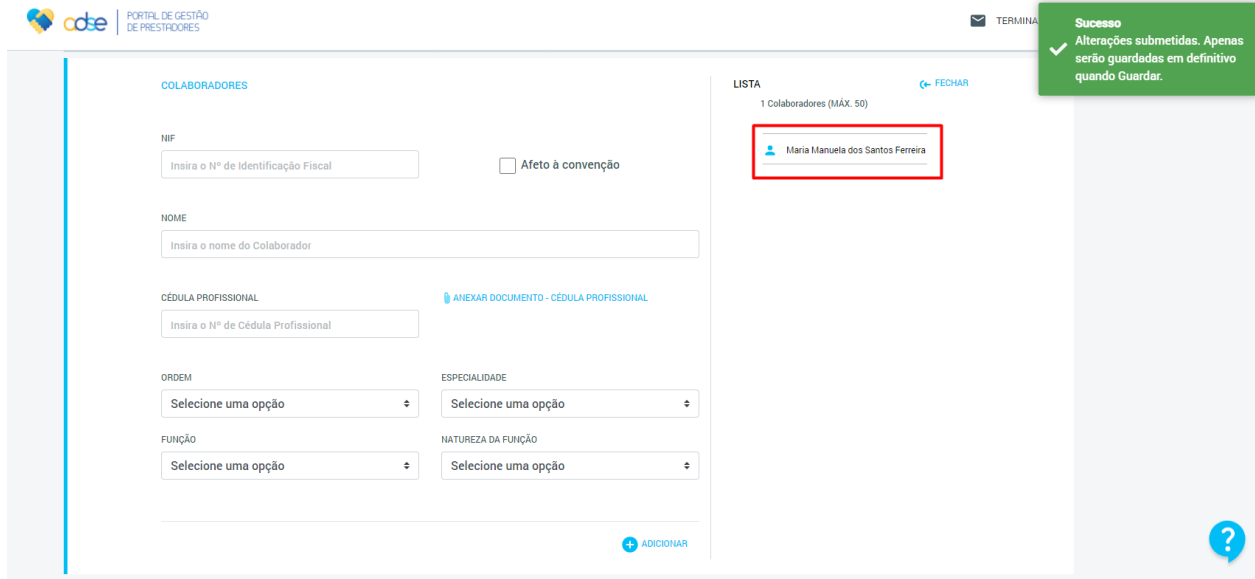 adse
PORTAL DE GESTÃO
DE PRESTADORES
TERMINA
Sucesso
Alterações submetidas. Apenas
serão guardadas em definitivo
quando Guardar.
COLABORADORES
LISTA
FECHAR
1 Colaboradores (MÁX. 50)
Maria Manuela dos Santos Ferreira
NIF
Insira o Nº de Identificação Fiscal
Afeto à convenção
NOME
Insira o nome do Colaborador
CÉDULA PROFISSIONAL
ANEXAR DOCUMENTO - CÉDULA PROFISSIONAL
Insira o Nº de Cédula Profissional
ORDEM
ESPECIALIDADE
Selecione uma opção
Selecione uma opção
FUNÇÃO
NATUREZA DA FUNÇÃO
Selecione uma opção
Selecione uma opção
ADICIONAR
?